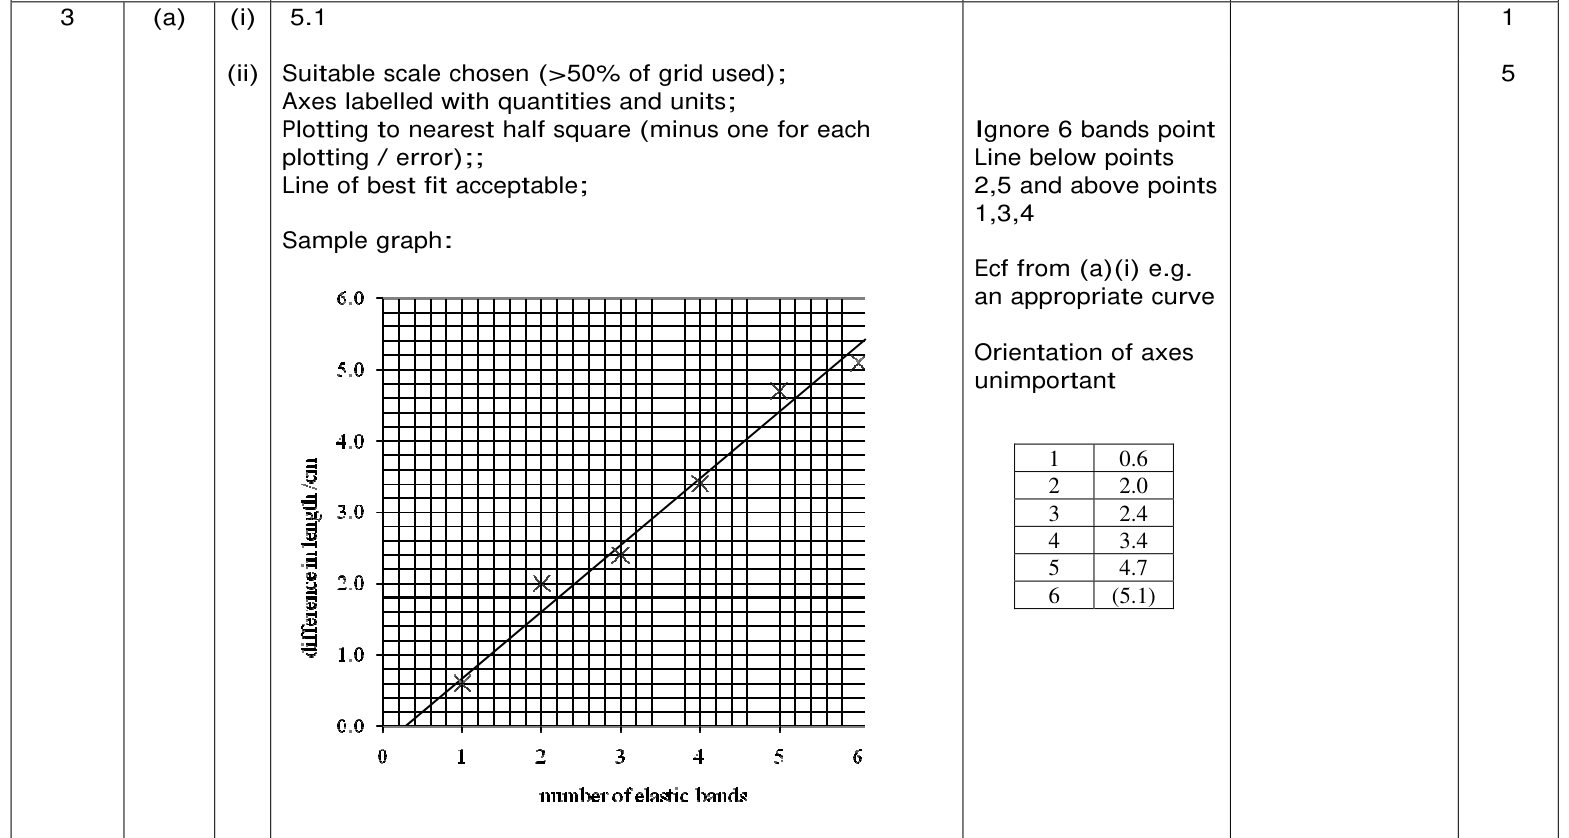 3 (a) (i) 5.1 1
(ii) Suitable scale chosen (>50% of grid used); 5
Axes labelled with quantities and units;
Plotting to nearest half square (minus one for each
plotting / error);;
Line of best fit acceptable;
Sample graph:
Ignore 6 bands point
Line below points
2,5 and above points
1,3,4
Ecf from (a)(i) e.g.
an appropriate curve
Orientation of axes
unimportant
6.0
5.0
4.0
3.0
2.0
1.0
0.0
difference in length /cm
0 1 2 3 4 5 6
number of elastic bands
1 0.6
2 2.0
3 2.4
4 3.4
5 4.7
6 (5.1)